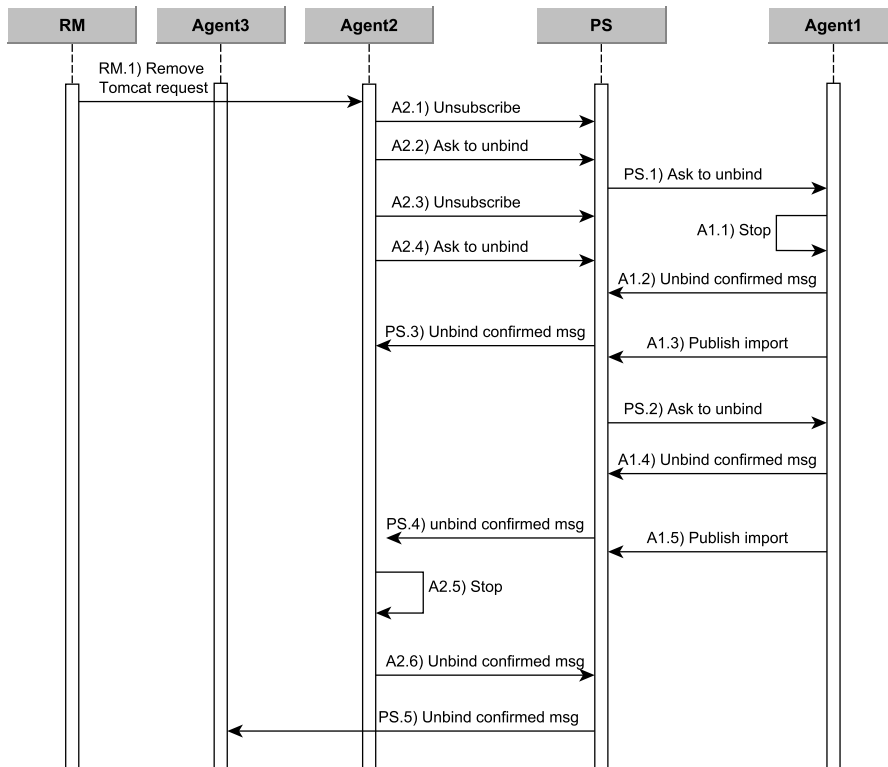 RM
Agent3
Agent2
PS
Agent1
RM.1) Remove
Tomcat request
A2.1) Unsubscribe
A2.2) Ask to unbind
PS.1) Ask to unbind
A2.3) Unsubscribe
A1.1) Stop
A2.4) Ask to unbind
A1.2) Unbind confirmed msg
PS.3) Unbind confirmed msg
A1.3) Publish import
PS.2) Ask to unbind
A1.4) Unbind confirmed msg
PS.4) unbind confirmed msg
A1.5) Publish import
A2.5) Stop
A2.6) Unbind confirmed msg
PS.5) Unbind confirmed msg